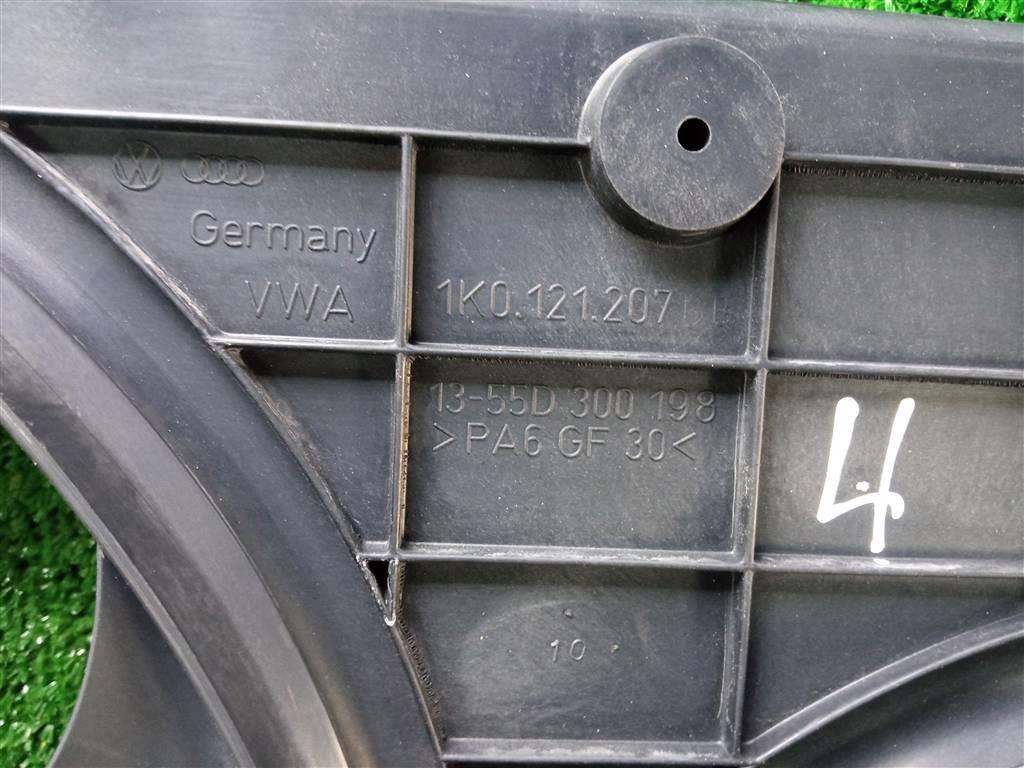 Germany
VWA
1K0.121.207
13-55D 300 198
>PA6 GF 30<
4
10